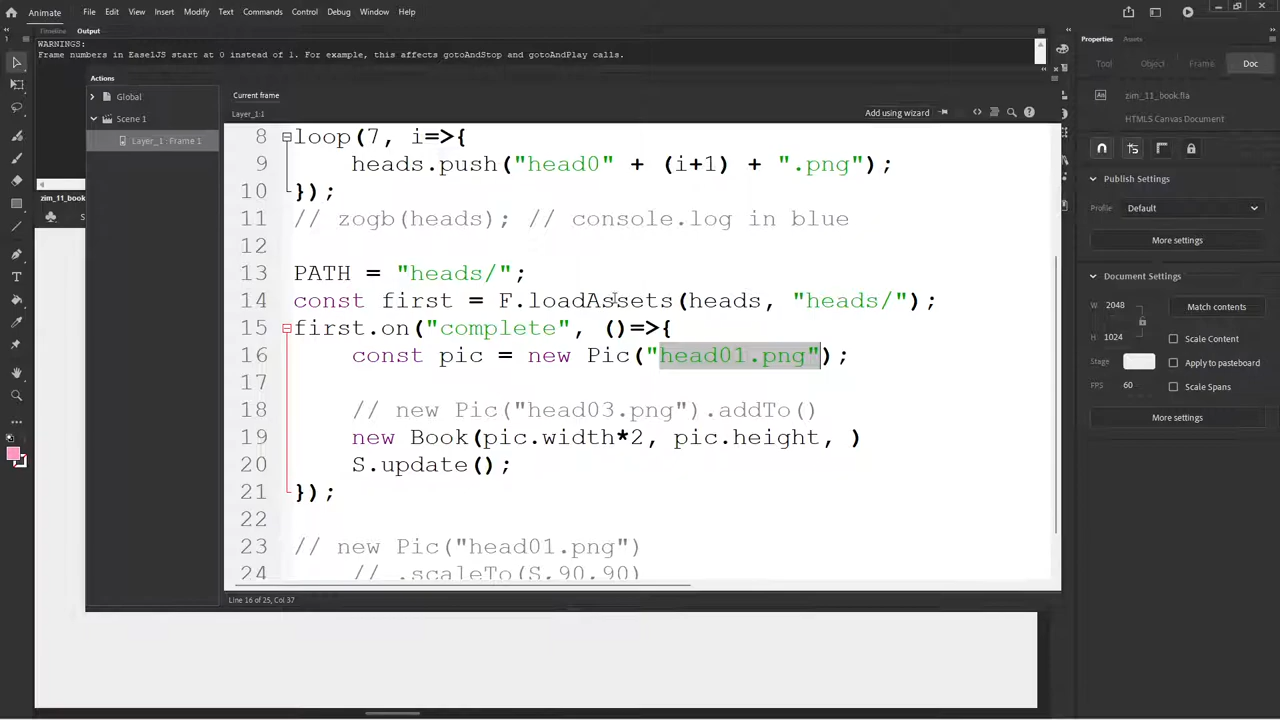 Animate File Edit View Insert Modify Text Commands Control Debug Window Help
Timeline Output
WARNINGS:
Frame numbers in EaselJS start at 0 instead of 1. For example, this affects gotoAndStop and gotoAndPlay calls.
Actions
Global
Scene 1
Layer_1 : Frame 1
zim_11_book
S
Current frame
Layer_1:1
Add using wizard
8 loop(7, i=>{
9 heads.push("head0" + (i+1) + ".png");
10 });
11 // zogb(heads); // console.log in blue
12
13 PATH = "heads/";
14 const first = F.loadAssets(heads, "heads/");
15 first.on("complete", ()=>{
16 const pic = new Pic("head01.png");
17
18 // new Pic("head03.png").addTo()
19 new Book(pic.width*2, pic.height, )
20 S.update();
21 });
22
23 // new Pic("head01.png")
24 // .scaleTo(S,90,90)
Line 16 of 25, Col 37
Properties Assets
Tool Object Frame Doc
An zim_11_book.fla
HTML5 Canvas Document
Publish Settings
Profile Default
More settings
Document Settings
W 2048 Match contents
H 1024 Scale Content
Stage Apply to pasteboard
FPS 60 Scale Spans
More settings